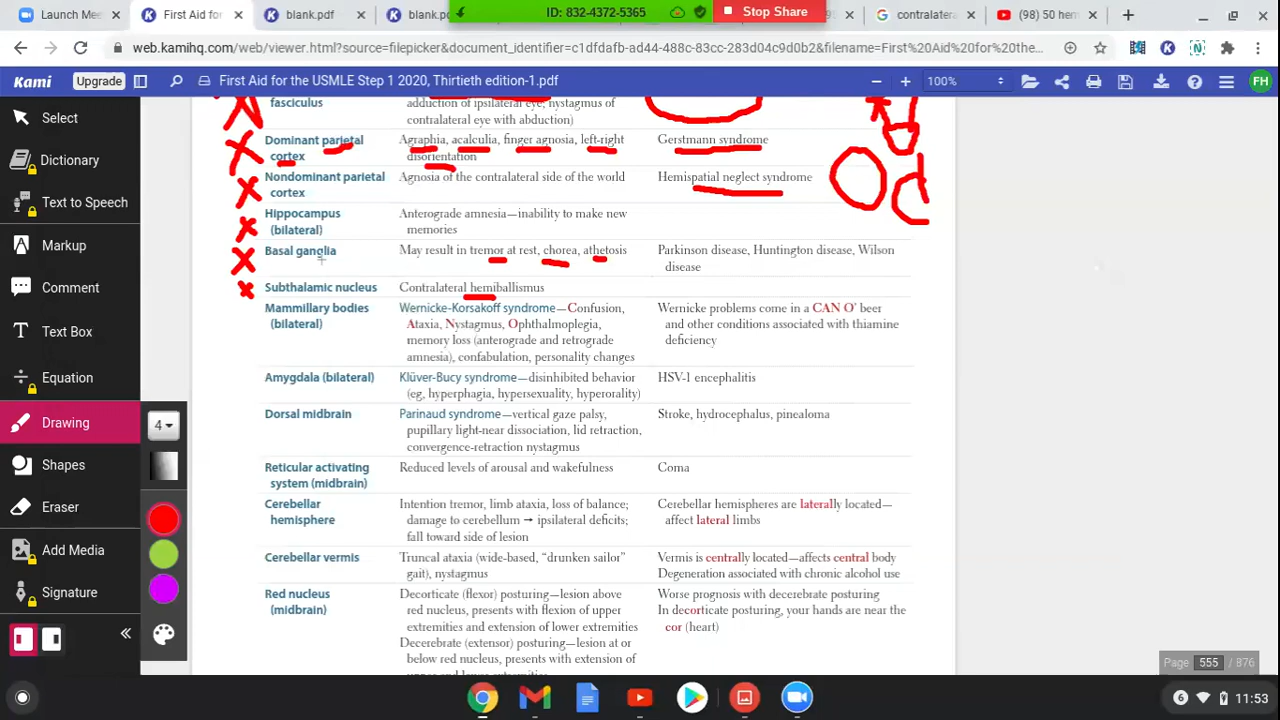 Launch Mee
First Aid for
blank.pdf
blank.pd
ID: 832-4372-5365
Stop Share
contralatera
(98) 50 hem
web.kamihq.com/web/viewer.html?source=filepicker&document_identifier=c1dfdafb-ad44-488c-83cc-283d04c9d0b2&filename=First%20Aid%20for%20the...
Kami
Upgrade
First Aid for the USMLE Step 1 2020, Thirtieth edition-1.pdf
100%
FH
Select
Dictionary
Text to Speech
Markup
Comment
Text Box
Equation
Drawing
Shapes
Eraser
Add Media
Signature
4
fasciculus
adduction of ipsilateral eye; nystagmus of
contralateral eye with abduction)
Dominant parietal
cortex
Agraphia, acalculia, finger agnosia, left-right
disorientation
Gerstmann syndrome
Nondominant parietal
cortex
Agnosia of the contralateral side of the world
Hemispatial neglect syndrome
Hippocampus
(bilateral)
Anterograde amnesia—inability to make new
memories
Basal ganglia
May result in tremor at rest, chorea, athetosis
Parkinson disease, Huntington disease, Wilson
disease
Subthalamic nucleus
Contralateral hemiballismus
Mammillary bodies
(bilateral)
Wernicke-Korsakoff syndrome—Confusion,
Ataxia, Nystagmus, Ophthalmoplegia,
memory loss (anterograde and retrograde
amnesia), confabulation, personality changes
Wernicke problems come in a CAN O' beer
and other conditions associated with thiamine
deficiency
Amygdala (bilateral)
Klüver-Bucy syndrome—disinhibited behavior
(eg, hyperphagia, hypersexuality, hyperorality)
HSV-1 encephalitis
Dorsal midbrain
Parinaud syndrome—vertical gaze palsy,
pupillary light-near dissociation, lid retraction,
convergence-retraction nystagmus
Stroke, hydrocephalus, pinealoma
Reticular activating
system (midbrain)
Reduced levels of arousal and wakefulness
Coma
Cerebellar
hemisphere
Intention tremor, limb ataxia, loss of balance;
damage to cerebellum → ipsilateral deficits;
fall toward side of lesion
Cerebellar hemispheres are laterally located—
affect lateral limbs
Cerebellar vermis
Truncal ataxia (wide-based, “drunken sailor”
gait), nystagmus
Vermis is centrally located—affects central body
Degeneration associated with chronic alcohol use
Red nucleus
(midbrain)
Decorticate (flexor) posturing—lesion above
red nucleus, presents with flexion of upper
extremities and extension of lower extremities
Decerebrate (extensor) posturing—lesion at or
below red nucleus, presents with extension of
Worse prognosis with decerebrate posturing
In decorticate posturing, your hands are near the
cor (heart)
Page 555 / 876
6
11:53